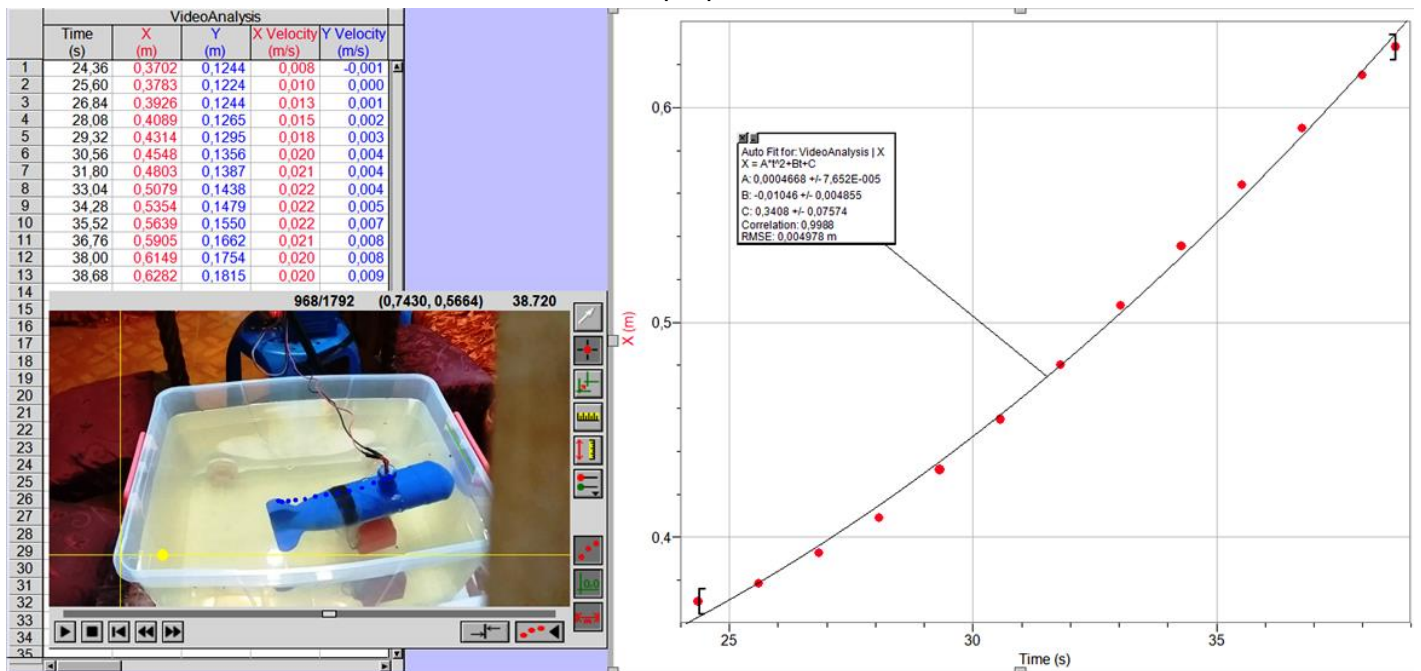 VideoAnalysis
Time X Y X Velocity Y Velocity
(s) (m) (m) (m/s) (m/s)
1 24,36 0,3702 0,1244 0,008 -0,001
2 25,60 0,3783 0,1224 0,010 0,000
3 26,84 0,3926 0,1244 0,013 0,001
4 28,08 0,4089 0,1265 0,015 0,002
5 29,32 0,4314 0,1295 0,018 0,003
6 30,56 0,4548 0,1356 0,020 0,004
7 31,80 0,4803 0,1387 0,021 0,004
8 33,04 0,5079 0,1438 0,022 0,004
9 34,28 0,5354 0,1479 0,022 0,005
10 35,52 0,5639 0,1550 0,022 0,007
11 36,76 0,5905 0,1662 0,021 0,008
12 38,00 0,6149 0,1754 0,020 0,008
13 38,68 0,6282 0,1815 0,020 0,009
14
15
16
17
18
19
20
21
22
23
24
25
26
27
28
29
30
31
32
33
34
35
968/1792 (0,7430, 0,5664) 38.720
0.0
Auto Fit for: VideoAnalysis | X
X = A*t^2+Bt+C
A: 0,0004668 +/- 7,652E-005
B: -0,01046 +/- 0,004855
C: 0,3408 +/- 0,07574
Correlation: 0,9988
RMSE: 0,004978 m
X (m)
0,6
0,5
0,4
25 30 35
Time (s)